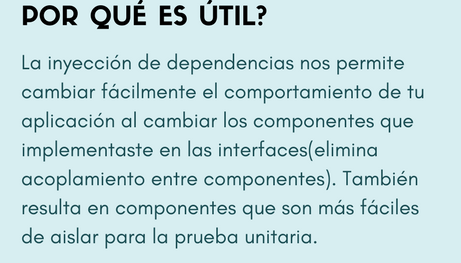 POR QUÉ ES ÚTIL?
La inyección de dependencias nos permite
cambiar fácilmente el comportamiento de tu
aplicación al cambiar los componentes que
implementaste en las interfaces(elimina
acoplamiento entre componentes). También
resulta en componentes que son más fáciles
de aislar para la prueba unitaria.